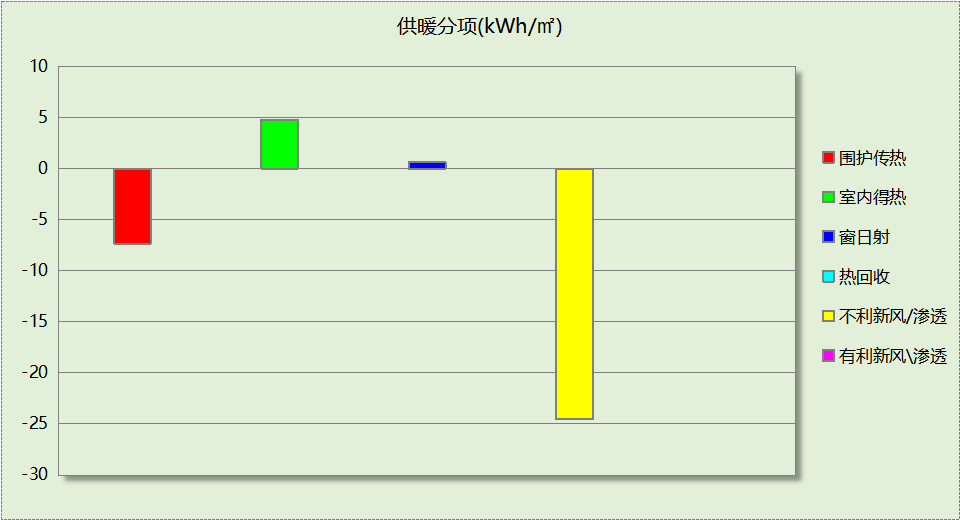 供暖分项(kWh/㎡)
10
5
0
-5
-10
-15
-20
-25
-30
围护传热
室内得热
窗日射
热回收
不利新风/渗透
有利新风\渗透